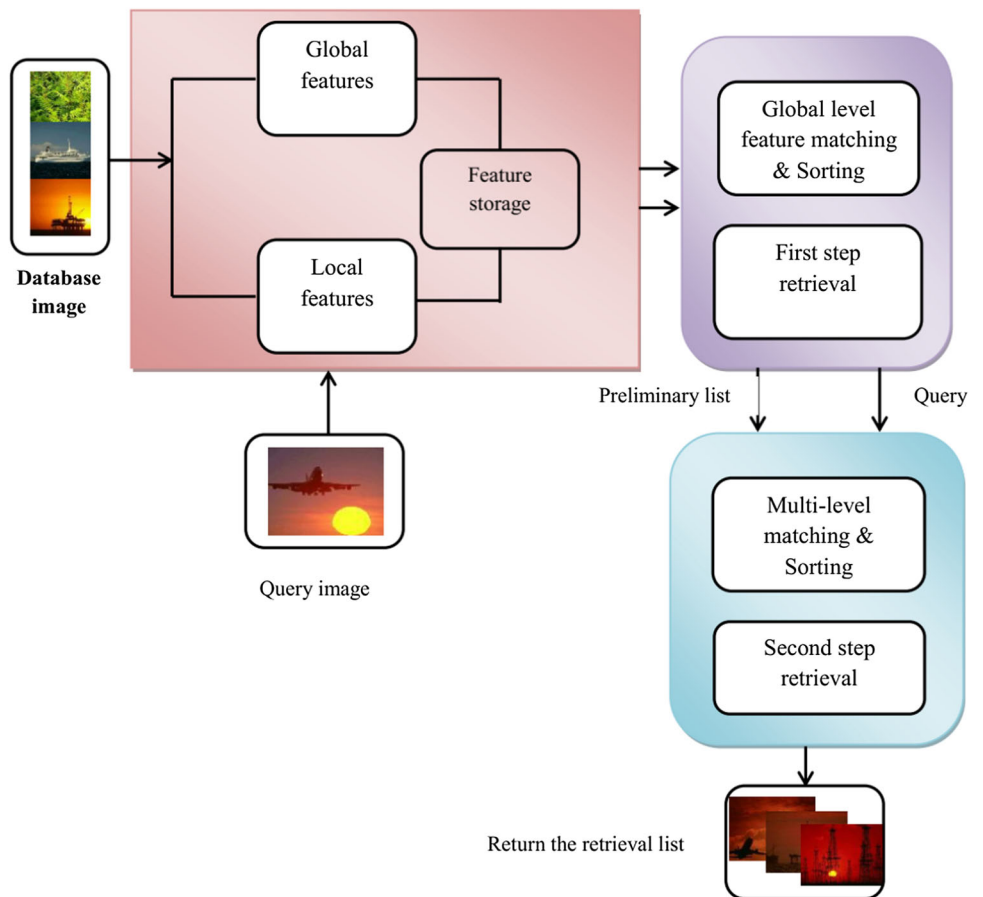 Global
features
Feature
storage
Local
features
Database
image
Query image
Global level
feature matching
& Sorting
First step
retrieval
Preliminary list
Query
Multi-level
matching &
Sorting
Second step
retrieval
Return the retrieval list